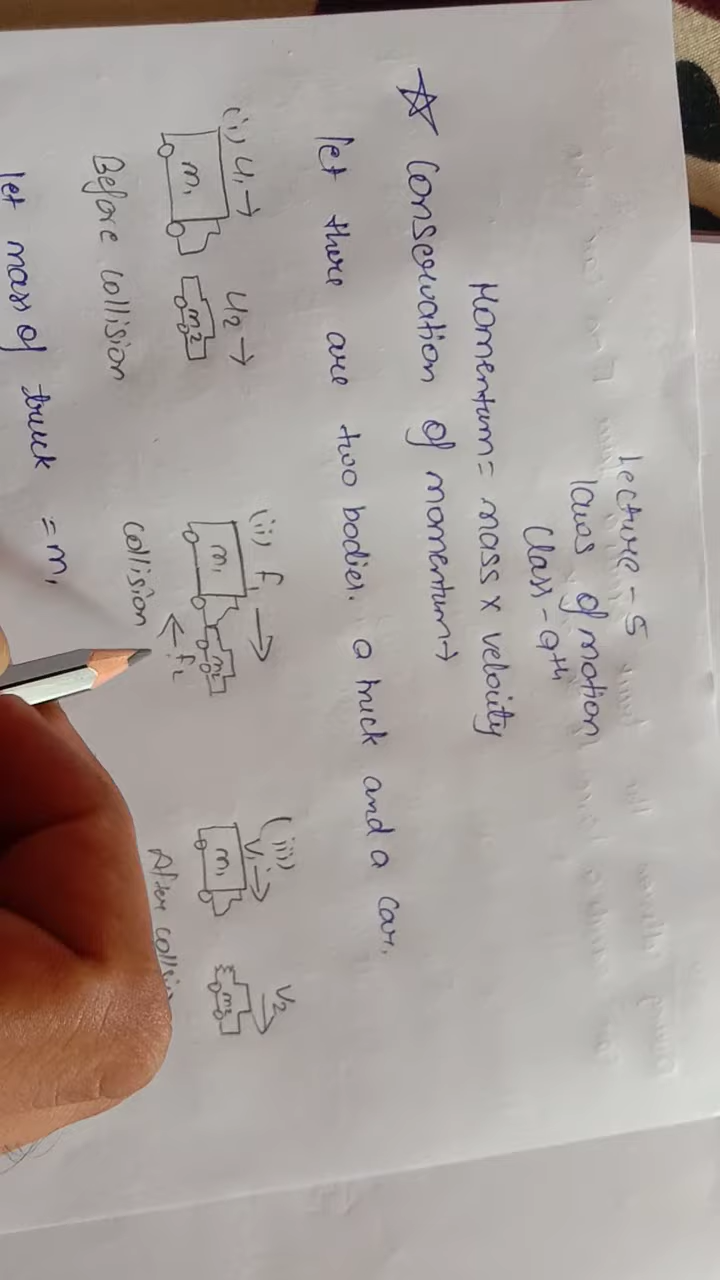 Lecture - 5
laws of motion
Class - 9th
Momentum = mass x velocity
☆ Conservation of momentum →
let there are two bodies. a truck and a car.
(i) U1 → U2 →
m1 m2
Before collision
(ii) f1 →
m1 m2
← f2
collision
(iii)
V1 → V2 →
m1 m2
After
let mass of truck = m1